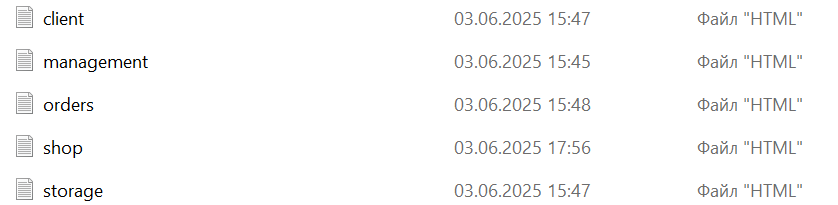 client 03.06.2025 15:47 Файл "HTML"
management 03.06.2025 15:45 Файл "HTML"
orders 03.06.2025 15:48 Файл "HTML"
shop 03.06.2025 17:56 Файл "HTML"
storage 03.06.2025 15:47 Файл "HTML"